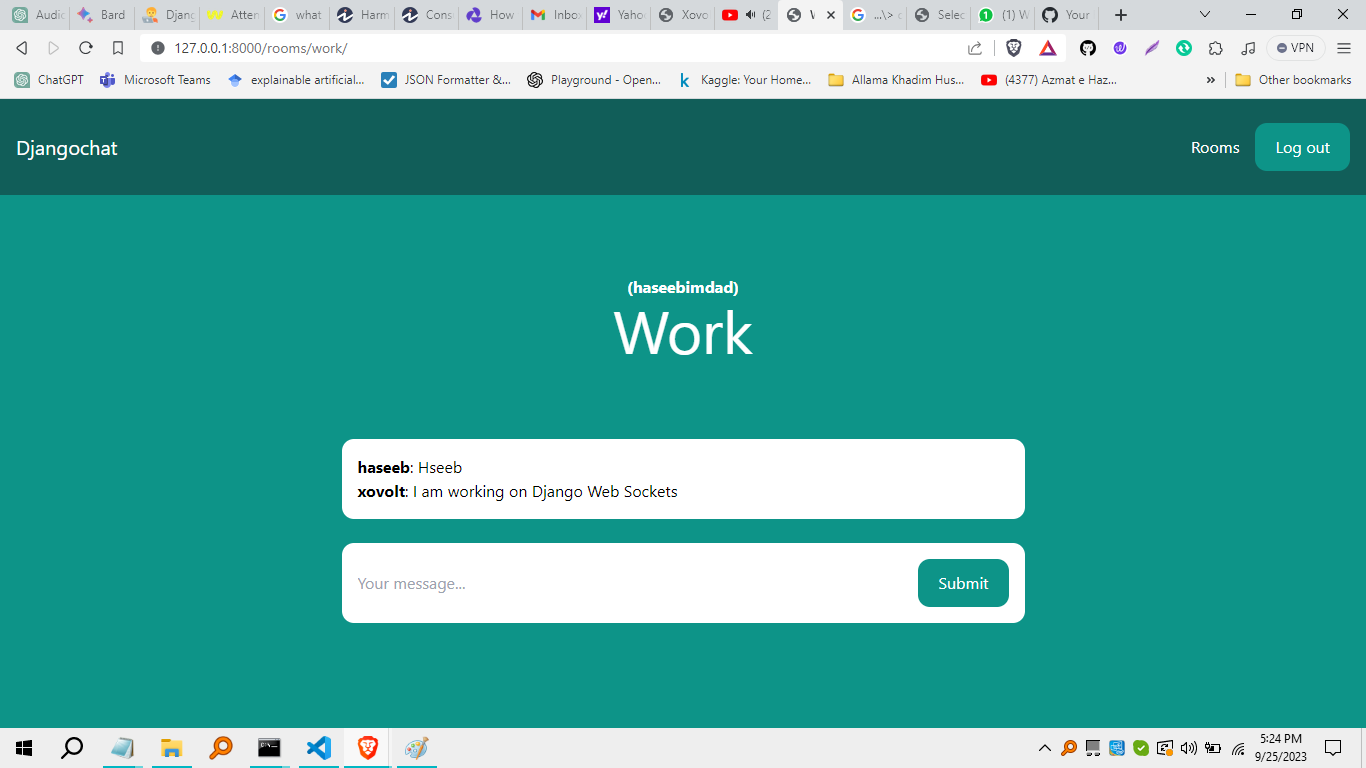 Audio
Bard
Djang
Atten
what
Harm
Cons
How
Inbo
Yahoo
Xovo
(2
W
...\> c
Selec
(1) W
Your
127.0.0.1:8000/rooms/work/
VPN
ChatGPT
Microsoft Teams
explainable artificial...
JSON Formatter &...
Playground - Open...
Kaggle: Your Home...
Allama Khadim Hus...
(4377) Azmat e Haz...
»
Other bookmarks
Djangochat
Rooms
Log out
(haseebimdad)
Work
haseeb: Hseeb
xovolt: I am working on Django Web Sockets
Your message...
Submit
5:24 PM
9/25/2023